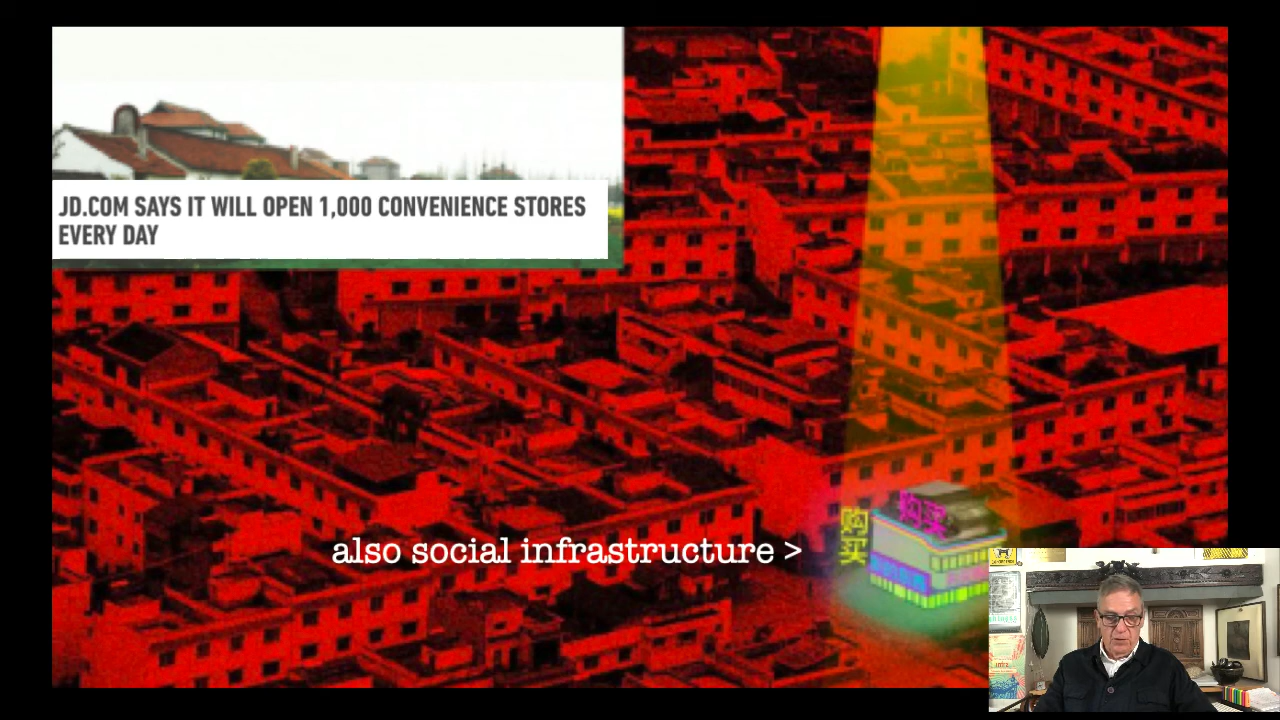 JD.COM SAYS IT WILL OPEN 1,000 CONVENIENCE STORES
EVERY DAY
购买
购
买
also social infrastructure >